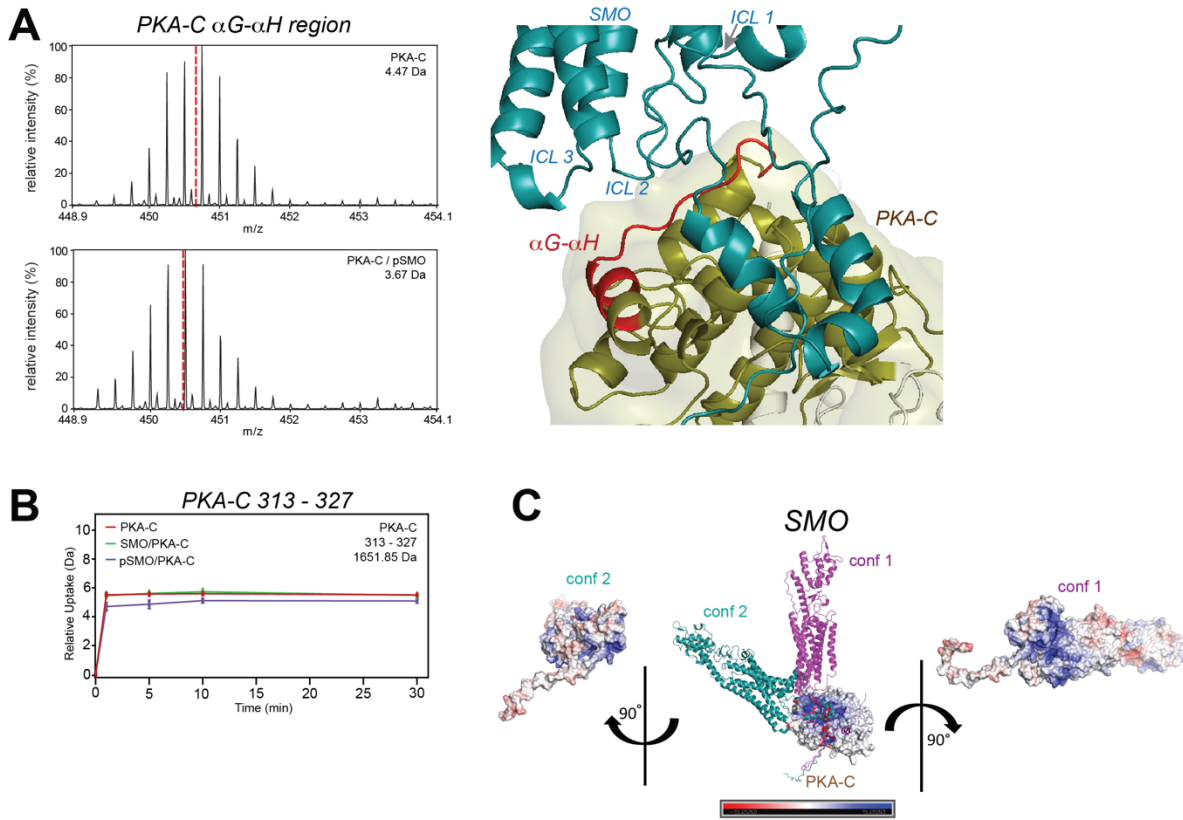 A
PKA-C αG-αH region
100
80
60
40
20
0
relative intensity (%)
PKA-C
4.47 Da
448.9 450 451 452 453 454.1
m/z
100
80
60
40
20
0
relative intensity (%)
PKA-C / pSMO
3.67 Da
448.9 450 451 452 453 454.1
m/z
SMO
ICL 1
ICL 3
ICL 2
αG-αH
PKA-C
B
PKA-C 313 - 327
10
8
6
4
2
0
Relative Uptake (Da)
PKA-C
SMO/PKA-C
pSMO/PKA-C
PKA-C
313 - 327
1651.85 Da
0 5 10 15 20 25 30
Time (min)
C
SMO
conf 2
conf 2
conf 1
conf 1
90°
90°
PKA-C